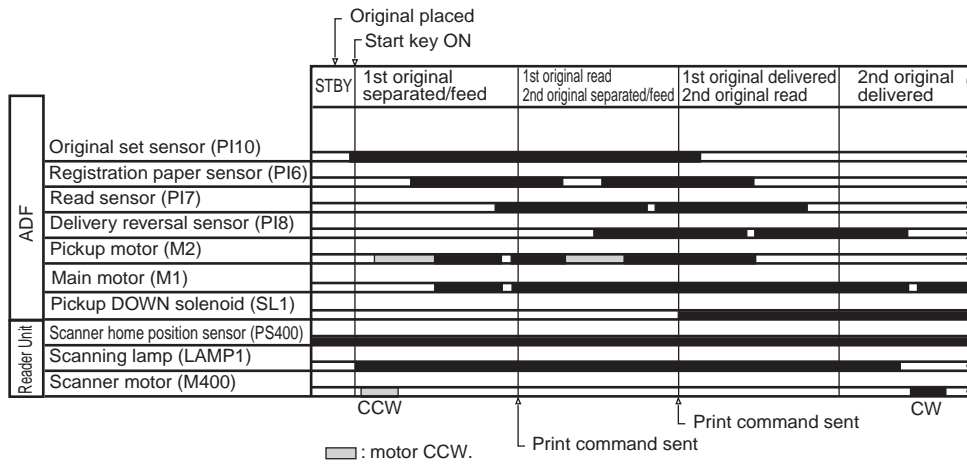 Original placed
Start key ON
STBY
1st original
separated/feed
1st original read
2nd original separated/feed
1st original delivered
2nd original read
2nd original
delivered
ADF
Original set sensor (PI10)
Registration paper sensor (PI6)
Read sensor (PI7)
Delivery reversal sensor (PI8)
Pickup motor (M2)
Main motor (M1)
Pickup DOWN solenoid (SL1)
Reader Unit
Scanner home position sensor (PS400)
Scanning lamp (LAMP1)
Scanner motor (M400)
CCW
CW
Print command sent
Print command sent
: motor CCW.